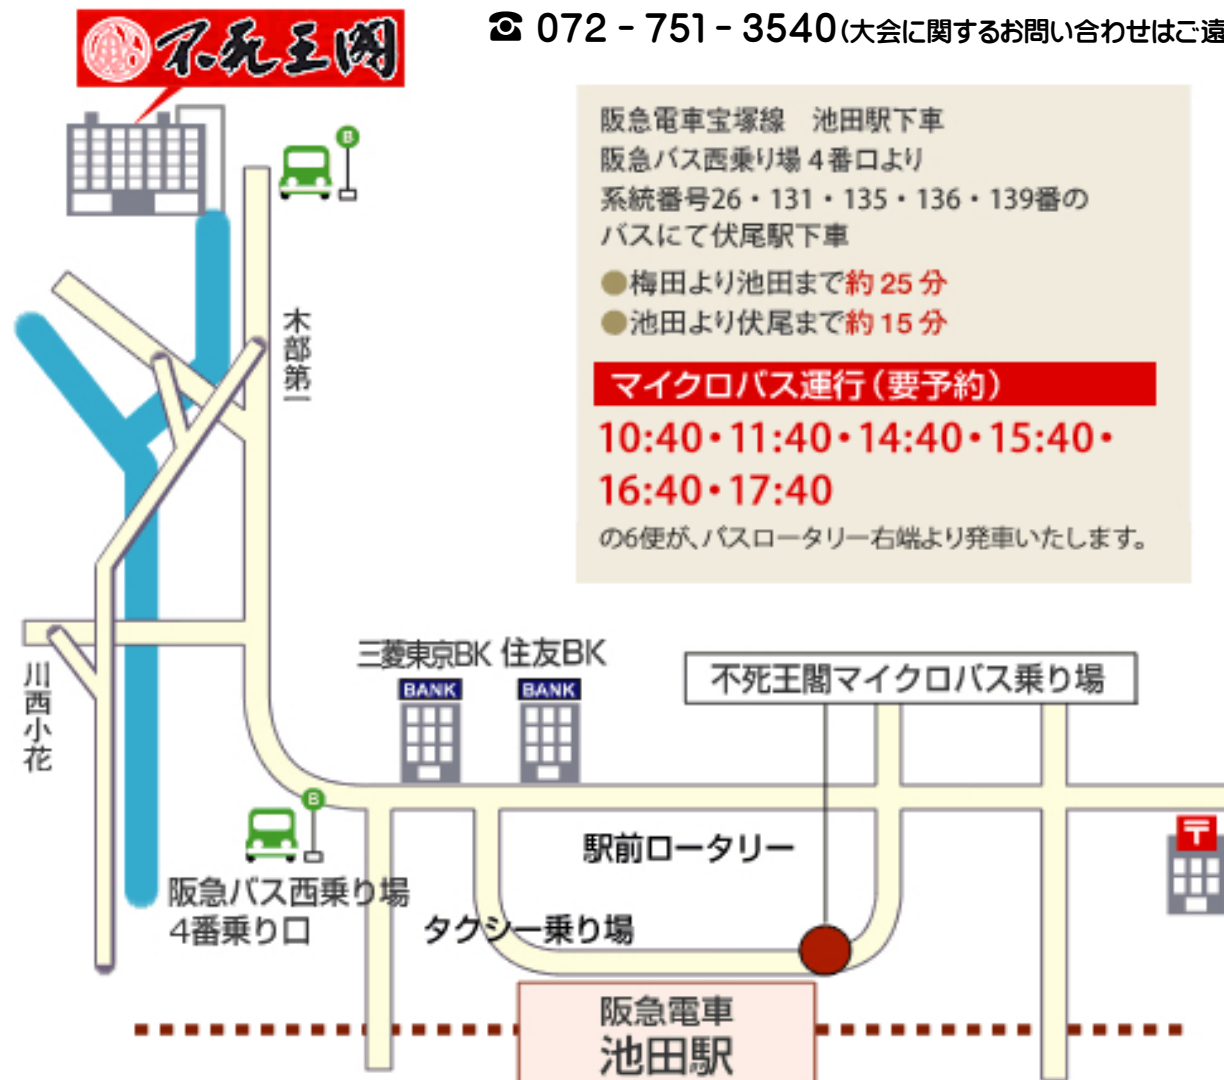 不死王閣
☎ 072-751-3540(大会に関するお問い合わせはご遠
阪急電車宝塚線　池田駅下車
阪急バス西乗り場4番口より
系統番号26・131・135・136・139番の
バスにて伏尾駅下車
●梅田より池田まで約25分
●池田より伏尾まで約15分
マイクロバス運行（要予約）
10:40・11:40・14:40・15:40・
16:40・17:40
の6便が、バスロータリー右端より発車いたします。
B
木部第一
川西小花
三菱東京BK
住友BK
BANK
BANK
不死王閣マイクロバス乗り場
B
駅前ロータリー
〒
阪急バス西乗り場
4番乗り口
タクシー乗り場
阪急電車
池田駅